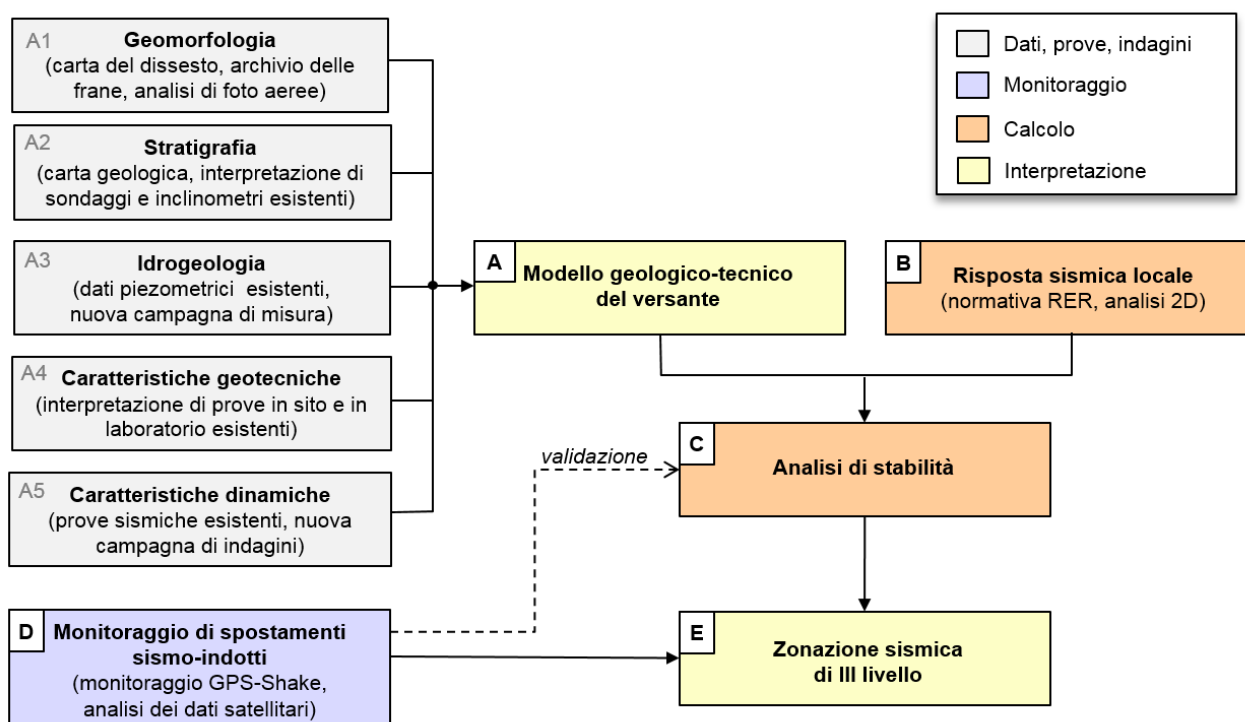 A1
Geomorfologia
(carta del dissesto, archivio delle
frane, analisi di foto aeree)
A2
Stratigrafia
(carta geologica, interpretazione di
sondaggi e inclinometri esistenti)
A3
Idrogeologia
(dati piezometrici esistenti,
nuova campagna di misura)
A4
Caratteristiche geotecniche
(interpretazione di prove in sito e in
laboratorio esistenti)
A5
Caratteristiche dinamiche
(prove sismiche esistenti, nuova
campagna di indagini)
D
Monitoraggio di spostamenti
sismo-indotti
(monitoraggio GPS-Shake,
analisi dei dati satellitari)
A
Modello geologico-tecnico
del versante
B
Risposta sismica locale
(normativa RER, analisi 2D)
validazione
C
Analisi di stabilità
E
Zonazione sismica
di III livello
Dati, prove, indagini
Monitoraggio
Calcolo
Interpretazione